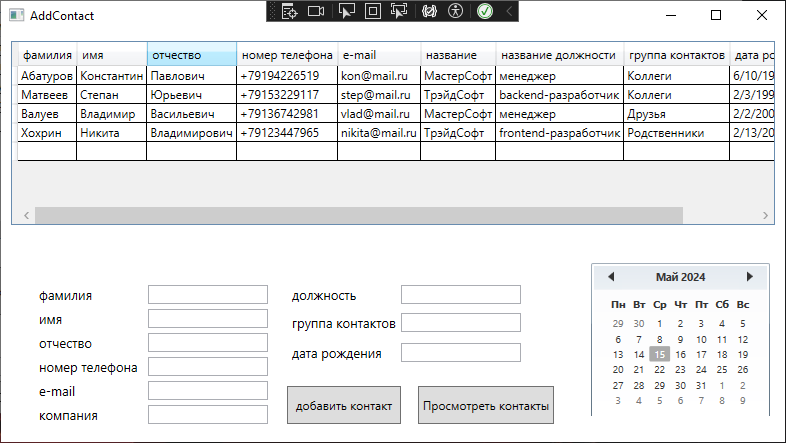 AddContact
фамилия имя отчество номер телефона e-mail название название должности группа контактов дата ро
Абатуров Константин Павлович +79194226519 kon@mail.ru МастерСофт менеджер Коллеги 6/10/19
Матвеев Степан Юрьевич +79153229117 step@mail.ru ТрэйдСофт backend-разработчик Коллеги 2/3/199
Валуев Владимир Васильевич +79136742981 vlad@mail.ru МастерСофт менеджер Друзья 2/2/200
Хохрин Никита Владимирович +79123447965 nikita@mail.ru ТрэйдСофт frontend-разработчик Родственники 2/13/20
фамилия
имя
отчество
номер телефона
e-mail
компания
должность
группа контактов
дата рождения
добавить контакт
Просмотреть контакты
Май 2024
Пн Вт Ср Чт Пт Сб Вс
29 30 1 2 3 4 5
6 7 8 9 10 11 12
13 14 15 16 17 18 19
20 21 22 23 24 25 26
27 28 29 30 31 1 2
3 4 5 6 7 8 9